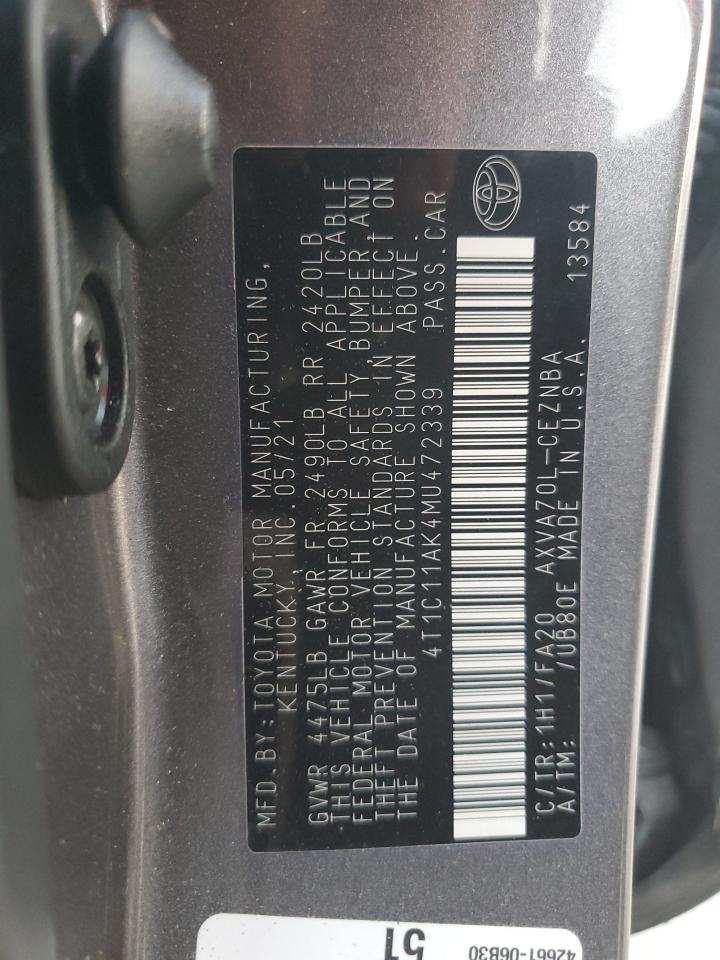 MFD.BY:TOYOTA MOTOR MANUFACTURING,
KENTUCKY, INC.05/21
GVWR 4475LB GAWR FR 2490LB RR 2420LB
THIS VEHICLE CONFORMS TO ALL APPLICABLE
FEDERAL MOTOR VEHICLE SAFETY, BUMPER, AND
THEFT PREVENTION STANDARDS IN EFFECT ON
THE DATE OF MANUFACTURE SHOWN ABOVE.
4T1C11AK4MU472339 PASS.CAR
C/TR:1H1/FA20 AXVA70L-CEZNBA
A/TM: /UB80E MADE IN U.S.A. 13584
42661-06B30
51